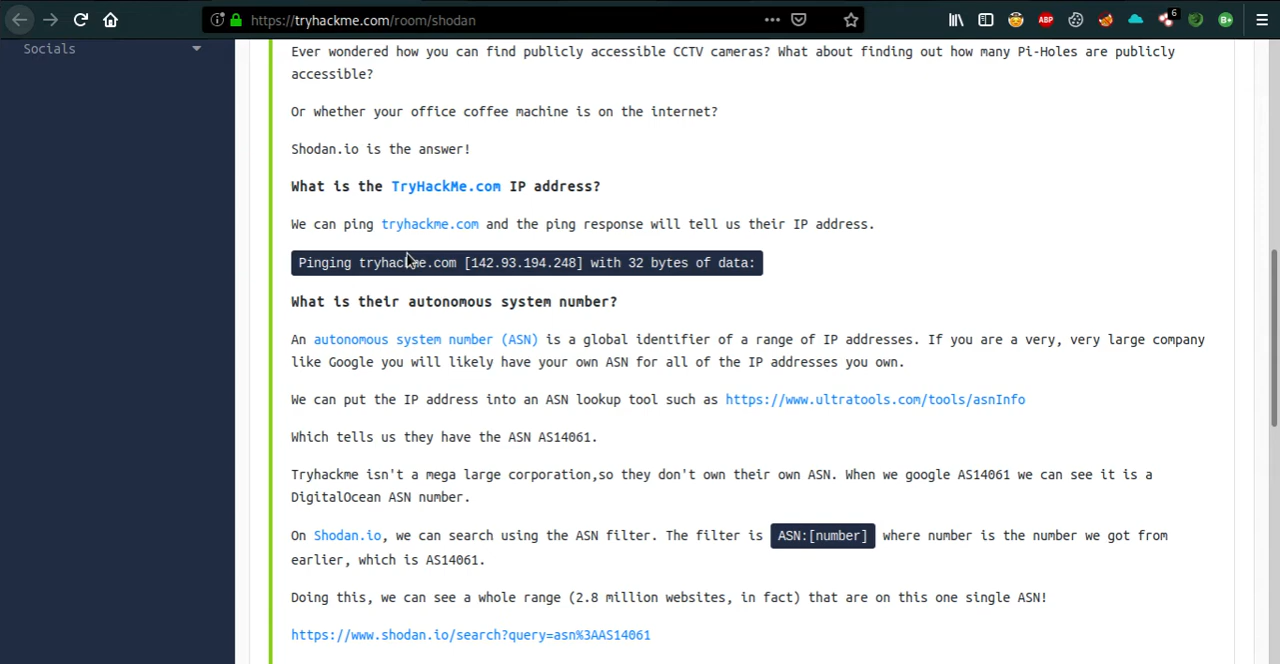 https://tryhackme.com/room/shodan
ABP
6
B+
Socials
Ever wondered how you can find publicly accessible CCTV cameras? What about finding out how many Pi-Holes are publicly
accessible?
Or whether your office coffee machine is on the internet?
Shodan.io is the answer!
What is the TryHackMe.com IP address?
We can ping tryhackme.com and the ping response will tell us their IP address.
Pinging tryhackme.com [142.93.194.248] with 32 bytes of data:
What is their autonomous system number?
An autonomous system number (ASN) is a global identifier of a range of IP addresses. If you are a very, very large company
like Google you will likely have your own ASN for all of the IP addresses you own.
We can put the IP address into an ASN lookup tool such as https://www.ultratools.com/tools/asnInfo
Which tells us they have the ASN AS14061.
Tryhackme isn't a mega large corporation,so they don't own their own ASN. When we google AS14061 we can see it is a
DigitalOcean ASN number.
On Shodan.io, we can search using the ASN filter. The filter is ASN:[number] where number is the number we got from
earlier, which is AS14061.
Doing this, we can see a whole range (2.8 million websites, in fact) that are on this one single ASN!
https://www.shodan.io/search?query=asn%3AAS14061